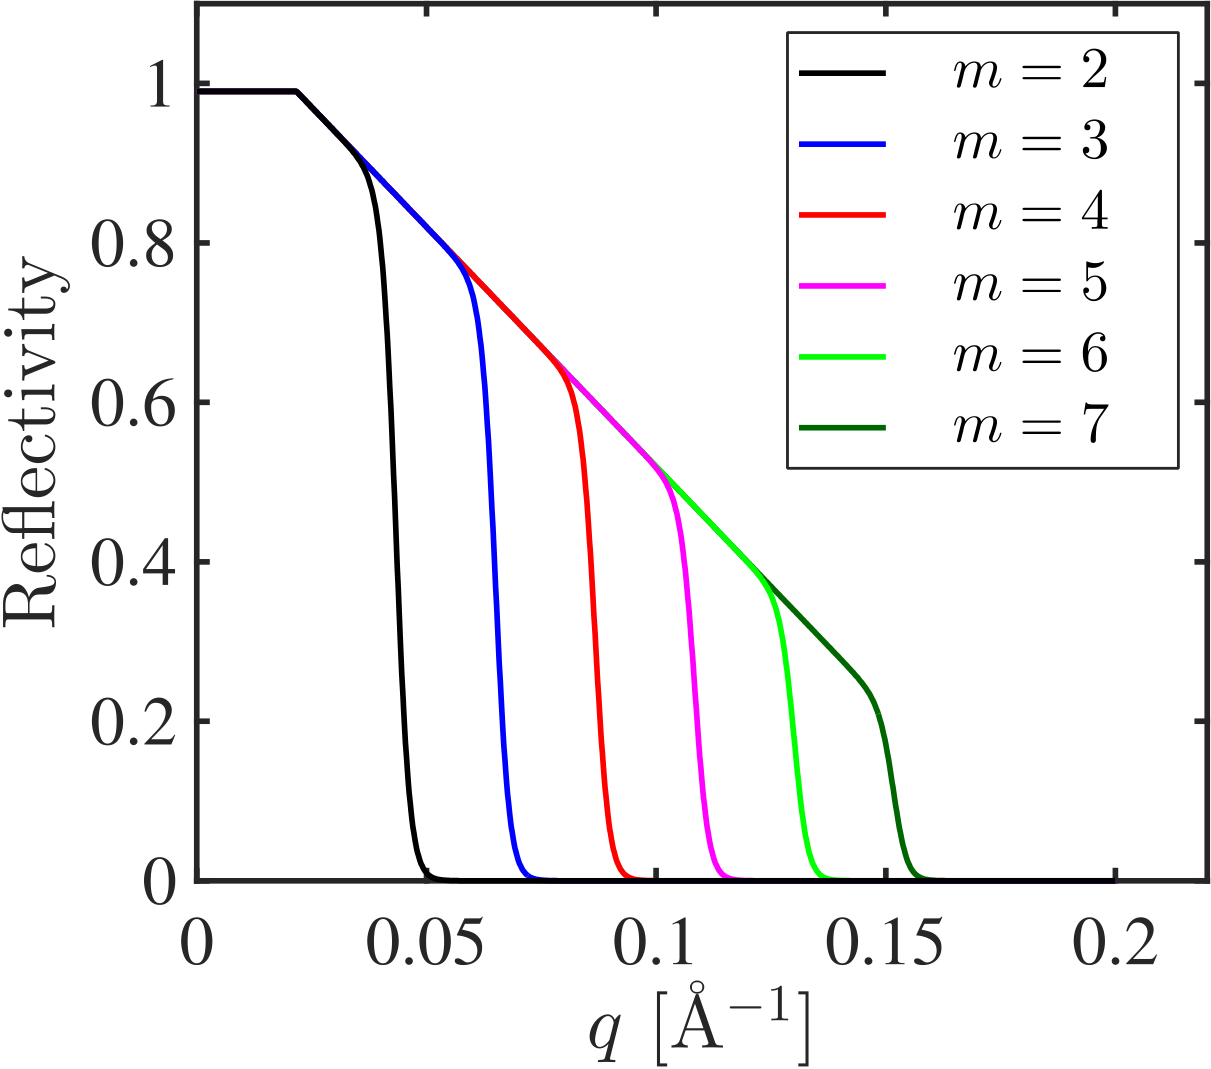 Reflectivity
1
0.8
0.6
0.4
0.2
0
0 0.05 0.1 0.15 0.2
q [Å⁻¹]
m = 2
m = 3
m = 4
m = 5
m = 6
m = 7